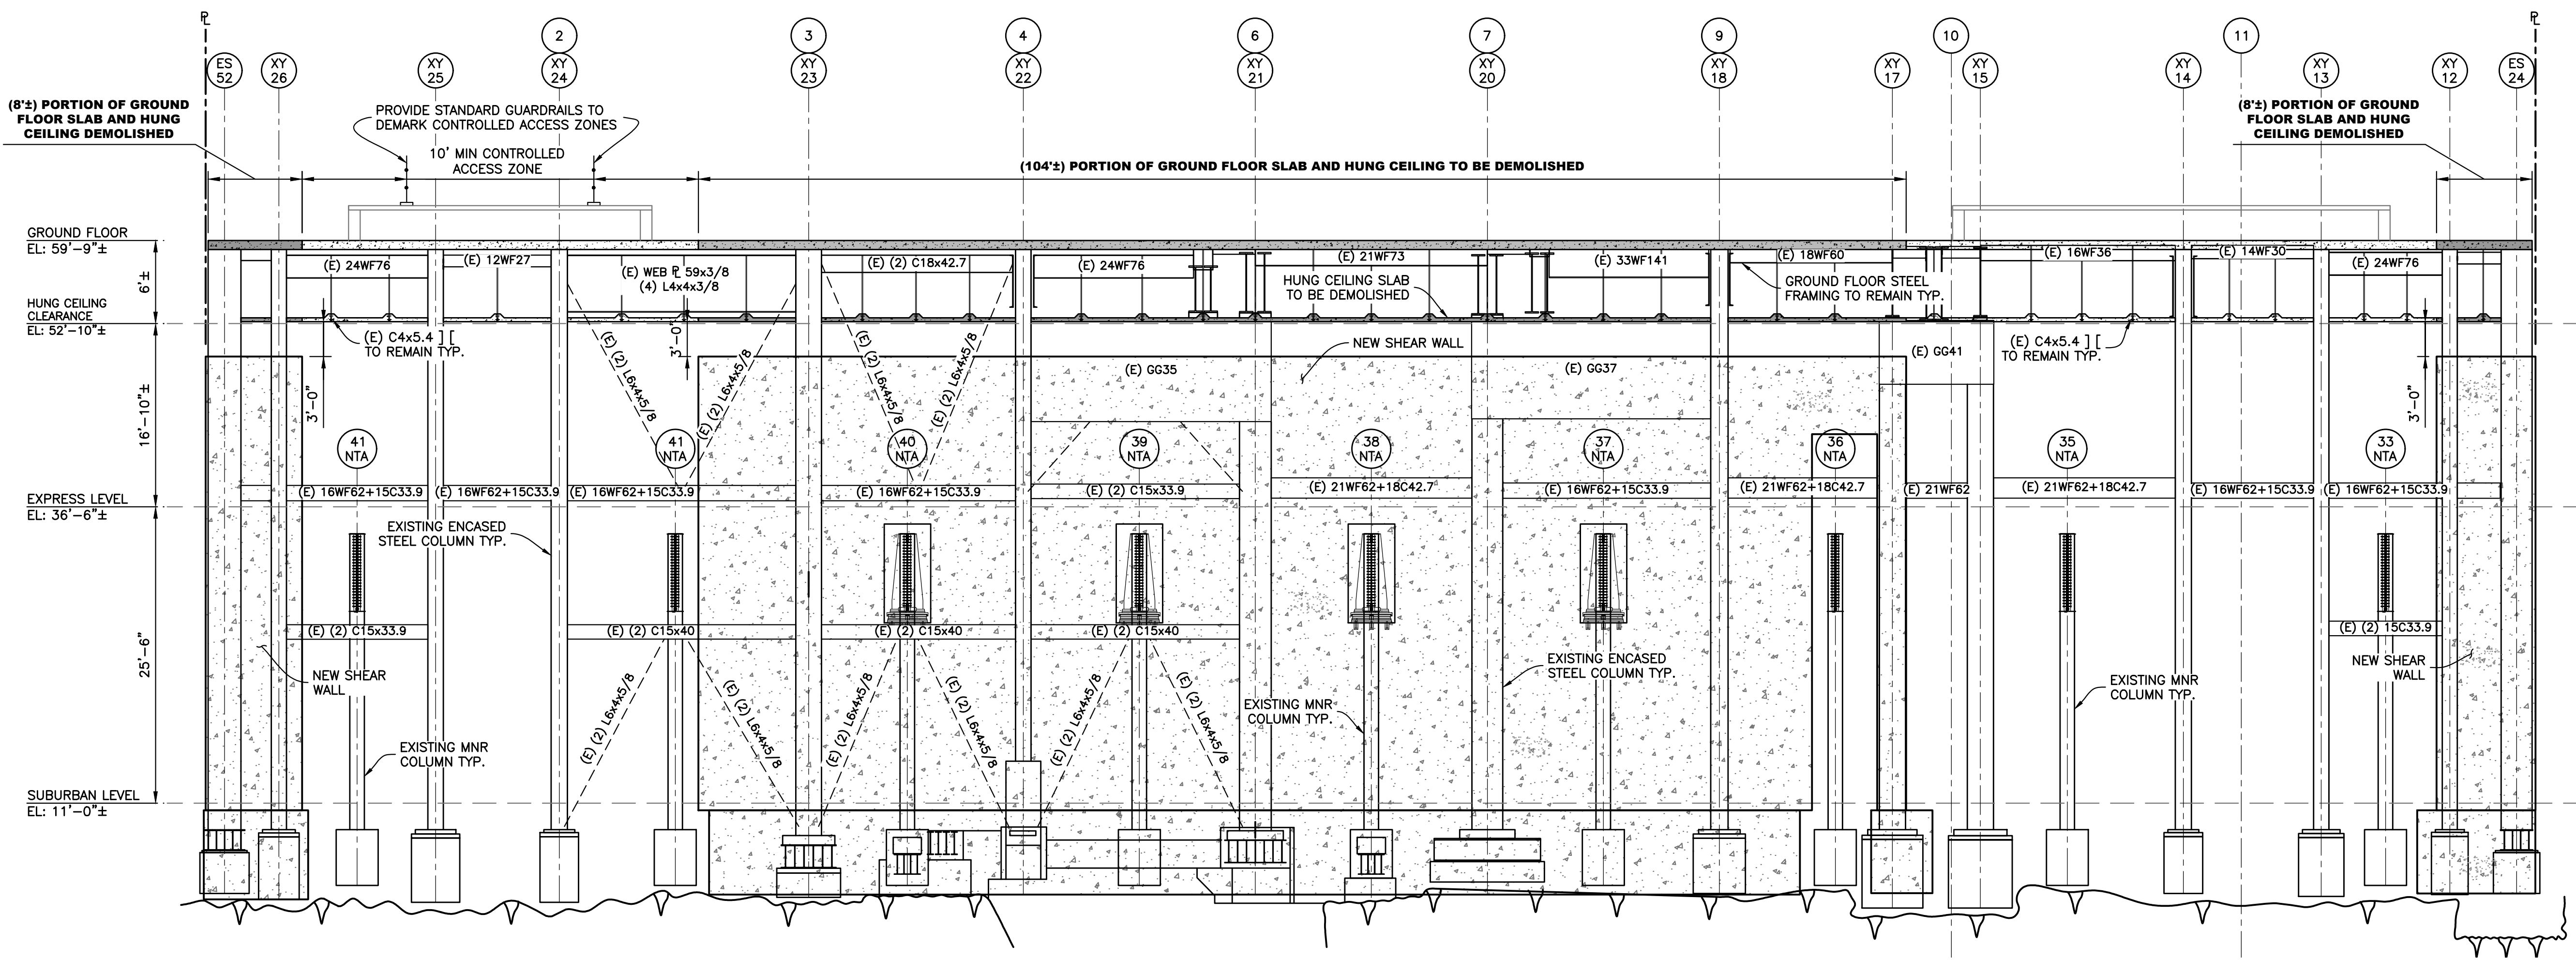 ℄
℄
2
3
4
6
7
9
10
11
ES
52
XY
26
XY
25
XY
24
XY
23
XY
22
XY
21
XY
20
XY
18
XY
17
XY
15
XY
14
XY
13
XY
12
ES
24
(8'±) PORTION OF GROUND
FLOOR SLAB AND HUNG
CEILING DEMOLISHED
PROVIDE STANDARD GUARDRAILS TO
DEMARK CONTROLLED ACCESS ZONES
10' MIN CONTROLLED
ACCESS ZONE
(104'±) PORTION OF GROUND FLOOR SLAB AND HUNG CEILING TO BE DEMOLISHED
(8'±) PORTION OF GROUND
FLOOR SLAB AND HUNG
CEILING DEMOLISHED
GROUND FLOOR
EL: 59'-9"±
6'±
HUNG CEILING
CLEARANCE
EL: 52'-10"±
16'-10"±
EXPRESS LEVEL
EL: 36'-6"±
25'-6"
SUBURBAN LEVEL
EL: 11'-0"±
(E) 24WF76
(E) 12WF27
(E) WEB ℄ 59x3/8
(4) L4x4x3/8
(E) (2) C18x42.7
(E) 24WF76
(E) 21WF73
(E) 33WF141
(E) 18WF60
(E) 16WF36
(E) 14WF30
(E) 24WF76
HUNG CEILING SLAB
TO BE DEMOLISHED
GROUND FLOOR STEEL
FRAMING TO REMAIN TYP.
(E) C4x5.4 ] [
TO REMAIN TYP.
(E) C4x5.4 ] [
TO REMAIN TYP.
3'-0"
3'-0"
3'-0"
(E) (2) L6x4x5/8
(E) (2) L6x4x5/8
(E) (2) L6x4x5/8
(E) (2) L6x4x5/8
NEW SHEAR WALL
(E) GG35
(E) GG37
(E) GG41
41
NTA
41
NTA
40
NTA
39
NTA
38
NTA
37
NTA
36
NTA
35
NTA
33
NTA
(E) 16WF62+15C33.9
(E) 16WF62+15C33.9
(E) 16WF62+15C33.9
(E) 16WF62+15C33.9
(E) (2) C15x33.9
(E) 21WF62+18C42.7
(E) 16WF62+15C33.9
(E) 21WF62+18C42.7
(E) 21WF62
(E) 21WF62+18C42.7
(E) 16WF62+15C33.9
(E) 16WF62+15C33.9
EXISTING ENCASED
STEEL COLUMN TYP.
(E) (2) C15x33.9
(E) (2) C15x40
(E) (2) C15x40
(E) (2) C15x40
(E) (2) 15C33.9
NEW SHEAR
WALL
(E) (2) L6x4x5/8
(E) (2) L6x4x5/8
(E) (2) L6x4x5/8
(E) (2) L6x4x5/8
(E) (2) L6x4x5/8
(E) (2) L6x4x5/8
EXISTING MNR
COLUMN TYP.
EXISTING MNR
COLUMN TYP.
EXISTING ENCASED
STEEL COLUMN TYP.
EXISTING MNR
COLUMN TYP.
NEW SHEAR
WALL